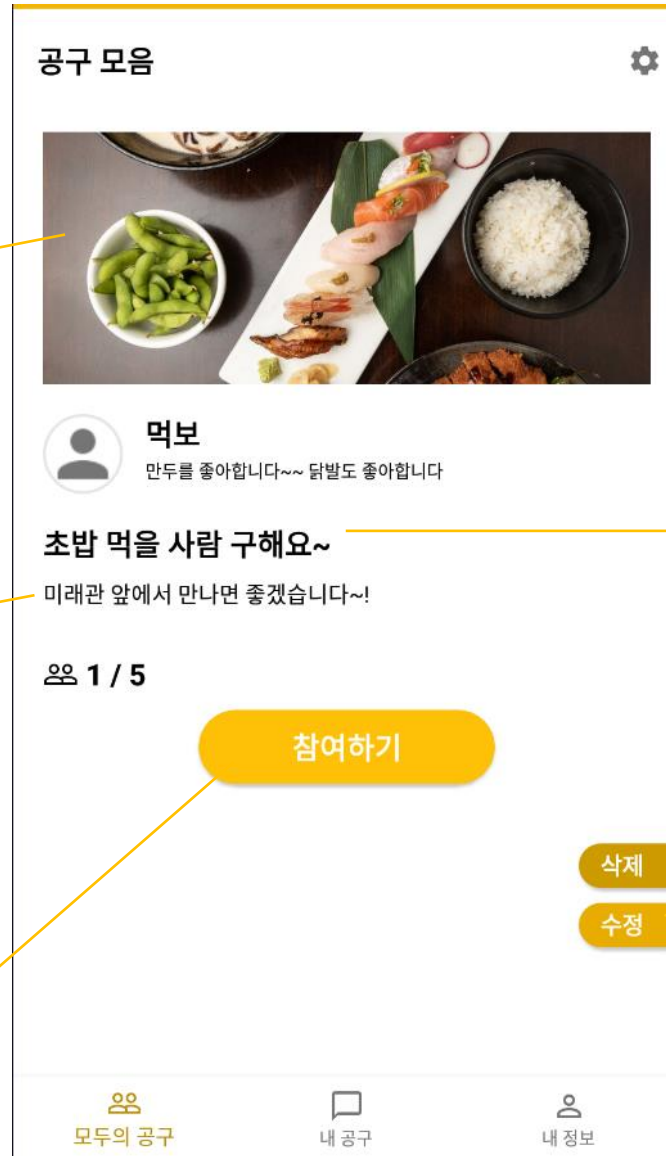 공구 모음
먹보
만두를 좋아합니다~~ 닭발도 좋아합니다
초밥 먹을 사람 구해요~
미래관 앞에서 만나면 좋겠습니다~!
1 / 5
참여하기
삭제
수정
모두의 공구
내 공구
내 정보